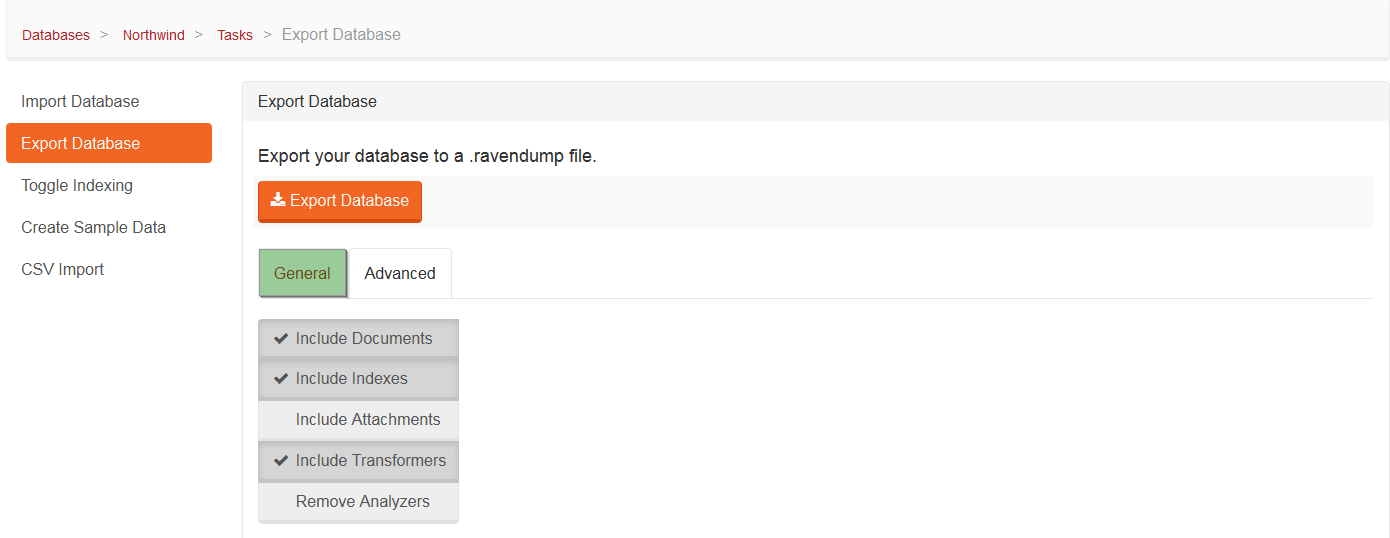 Databases > Northwind > Tasks > Export Database
Import Database
Export Database
Toggle Indexing
Create Sample Data
CSV Import
Export Database
Export your database to a .ravendump file.
Export Database
General Advanced
Include Documents
Include Indexes
Include Attachments
Include Transformers
Remove Analyzers